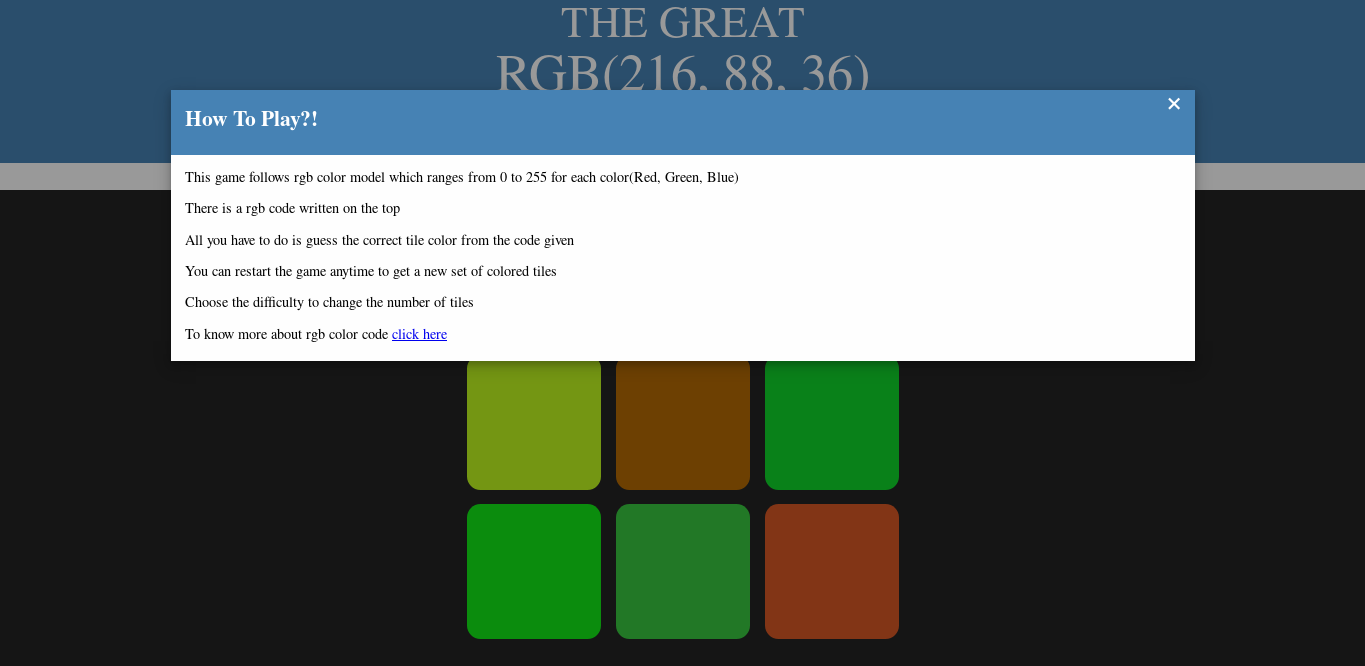 THE GREAT
RGB(216, 88, 36)
How To Play?!
×
This game follows rgb color model which ranges from 0 to 255 for each color(Red, Green, Blue)
There is a rgb code written on the top
All you have to do is guess the correct tile color from the code given
You can restart the game anytime to get a new set of colored tiles
Choose the difficulty to change the number of tiles
To know more about rgb color code click here